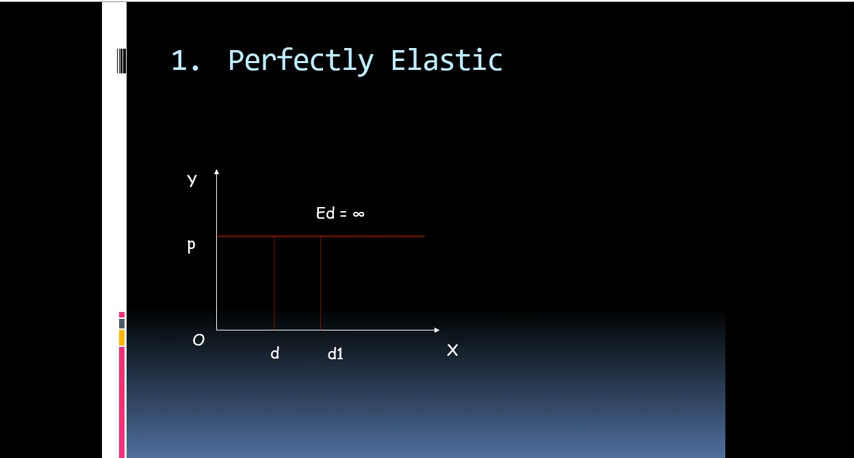 1. Perfectly Elastic
y
Ed = ∞
p
O
d
d1
X